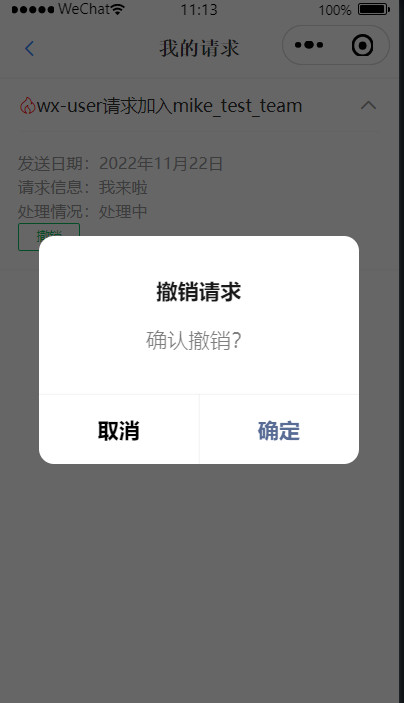 WeChat 11:13 100%
我的请求
wx-user请求加入mike_test_team
发送日期：2022年11月22日
请求信息：我来啦
处理情况：处理中
撤销
撤销请求
确认撤销？
取消 确定